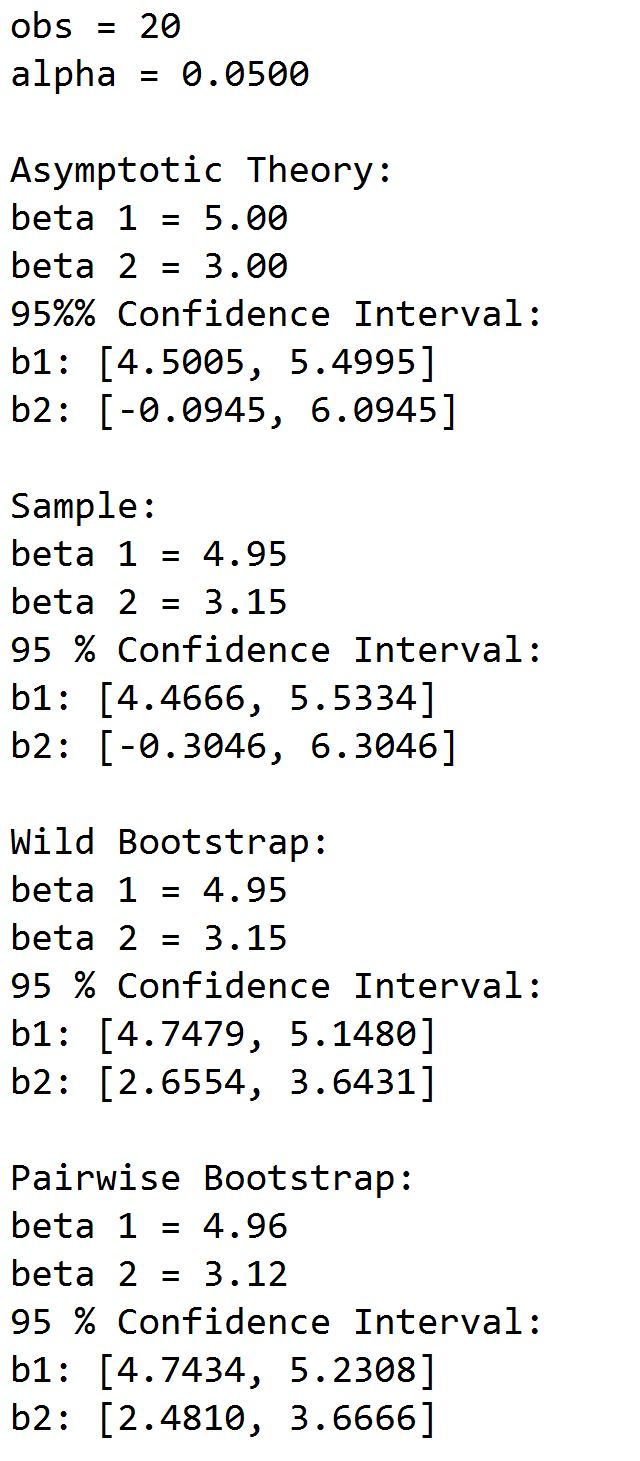 obs = 20
alpha = 0.0500
Asymptotic Theory:
beta 1 = 5.00
beta 2 = 3.00
95%% Confidence Interval:
b1: [4.5005, 5.4995]
b2: [-0.0945, 6.0945]
Sample:
beta 1 = 4.95
beta 2 = 3.15
95 % Confidence Interval:
b1: [4.4666, 5.5334]
b2: [-0.3046, 6.3046]
Wild Bootstrap:
beta 1 = 4.95
beta 2 = 3.15
95 % Confidence Interval:
b1: [4.7479, 5.1480]
b2: [2.6554, 3.6431]
Pairwise Bootstrap:
beta 1 = 4.96
beta 2 = 3.12
95 % Confidence Interval:
b1: [4.7434, 5.2308]
b2: [2.4810, 3.6666]